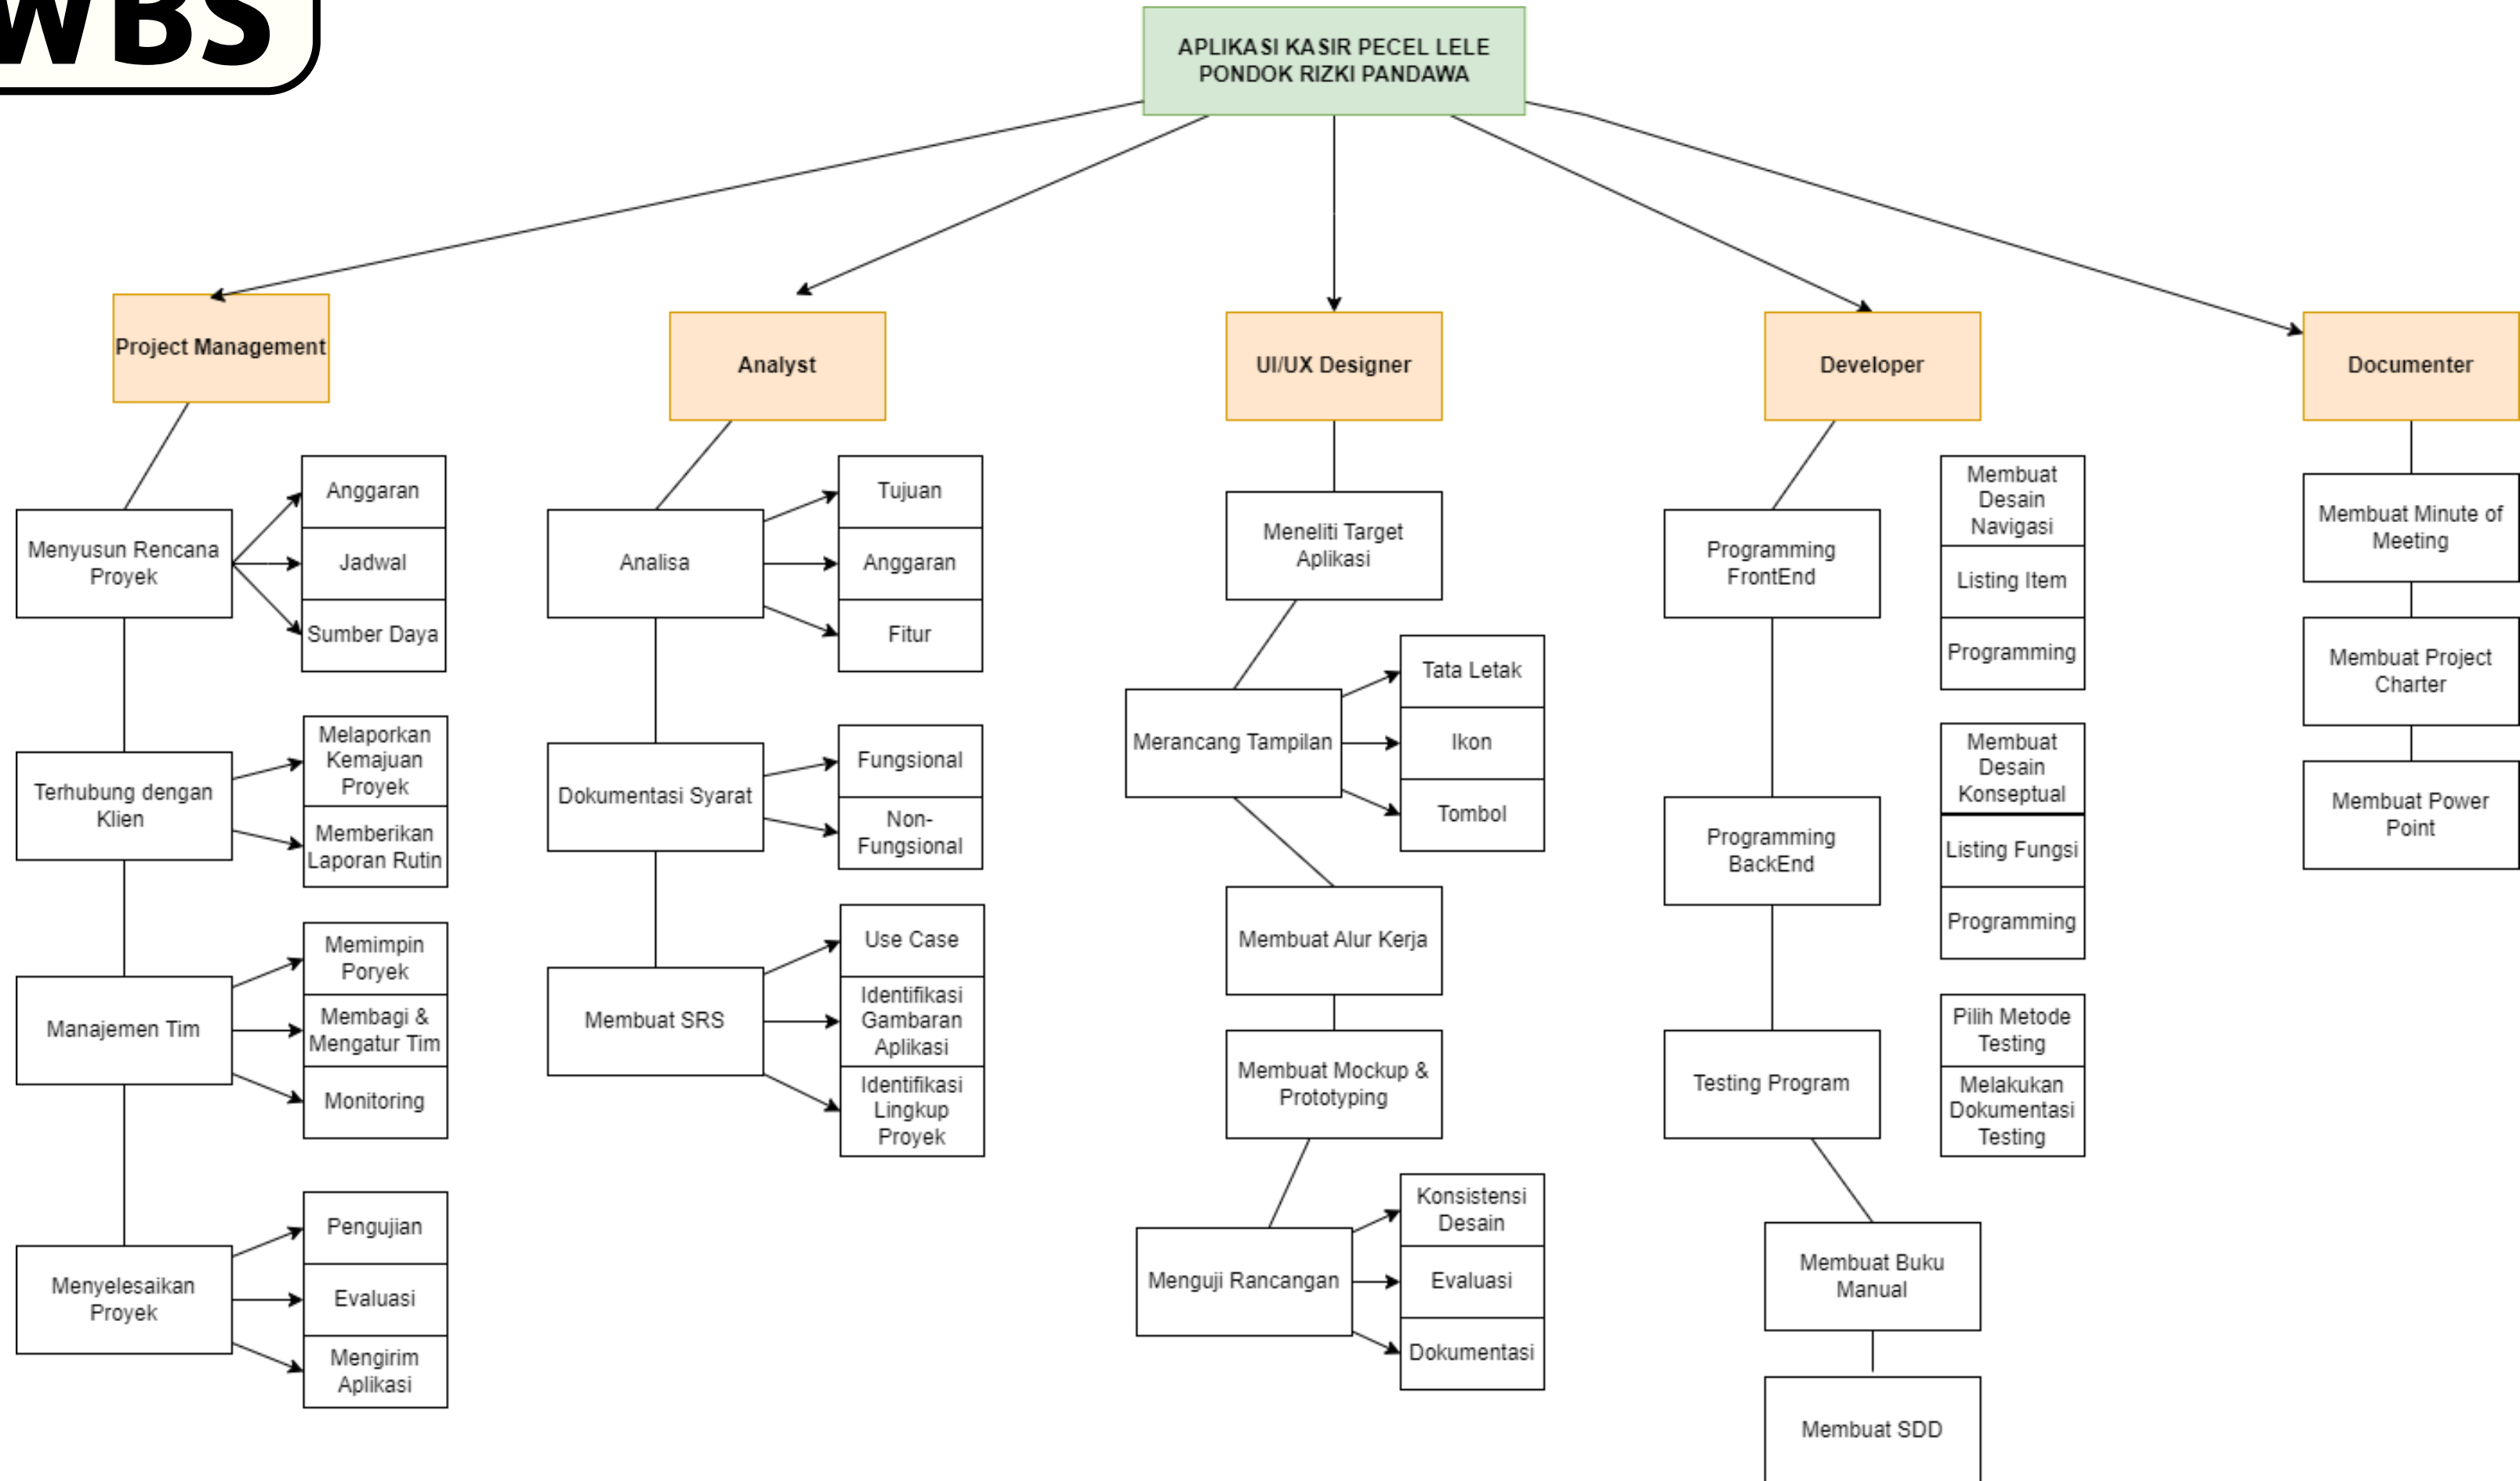 WBS
APLIKASI KASIR PECEL LELE
PONDOK RIZKI PANDAWA
Project Management
Menyusun Rencana
Proyek
Anggaran
Jadwal
Sumber Daya
Terhubung dengan
Klien
Melaporkan
Kemajuan
Proyek
Memberikan
Laporan Rutin
Manajemen Tim
Memimpin
Poryek
Membagi &
Mengatur Tim
Monitoring
Menyelesaikan
Proyek
Pengujian
Evaluasi
Mengirim
Aplikasi
Analyst
Analisa
Tujuan
Anggaran
Fitur
Dokumentasi Syarat
Fungsional
Non-
Fungsional
Membuat SRS
Use Case
Identifikasi
Gambaran
Aplikasi
Identifikasi
Lingkup
Proyek
UI/UX Designer
Meneliti Target
Aplikasi
Merancang Tampilan
Tata Letak
Ikon
Tombol
Membuat Alur Kerja
Membuat Mockup &
Prototyping
Menguji Rancangan
Konsistensi
Desain
Evaluasi
Dokumentasi
Developer
Programming
FrontEnd
Membuat
Desain
Navigasi
Listing Item
Programming
Programming
BackEnd
Membuat
Desain
Konseptual
Listing Fungsi
Programming
Testing Program
Pilih Metode
Testing
Melakukan
Dokumentasi
Testing
Membuat Buku
Manual
Membuat SDD
Documenter
Membuat Minute of
Meeting
Membuat Project
Charter
Membuat Power
Point